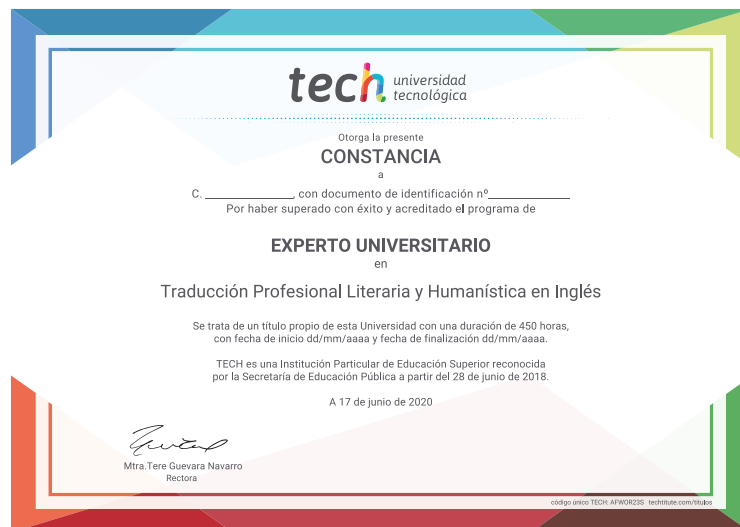 tech universidad
tecnológica
Otorga la presente
CONSTANCIA
a
C. ______________, con documento de identificación nº______________
Por haber superado con éxito y acreditado el programa de
EXPERTO UNIVERSITARIO
en
Traducción Profesional Literaria y Humanística en Inglés
Se trata de un título propio de esta Universidad con una duración de 450 horas,
con fecha de inicio dd/mm/aaaa y fecha de finalización dd/mm/aaaa.
TECH es una Institución Particular de Educación Superior reconocida
por la Secretaría de Educación Pública a partir del 28 de junio de 2018.
A 17 de junio de 2020
Mtra.Tere Guevara Navarro
Rectora
código único TECH: AFWOR23S techtitute.com/titulos